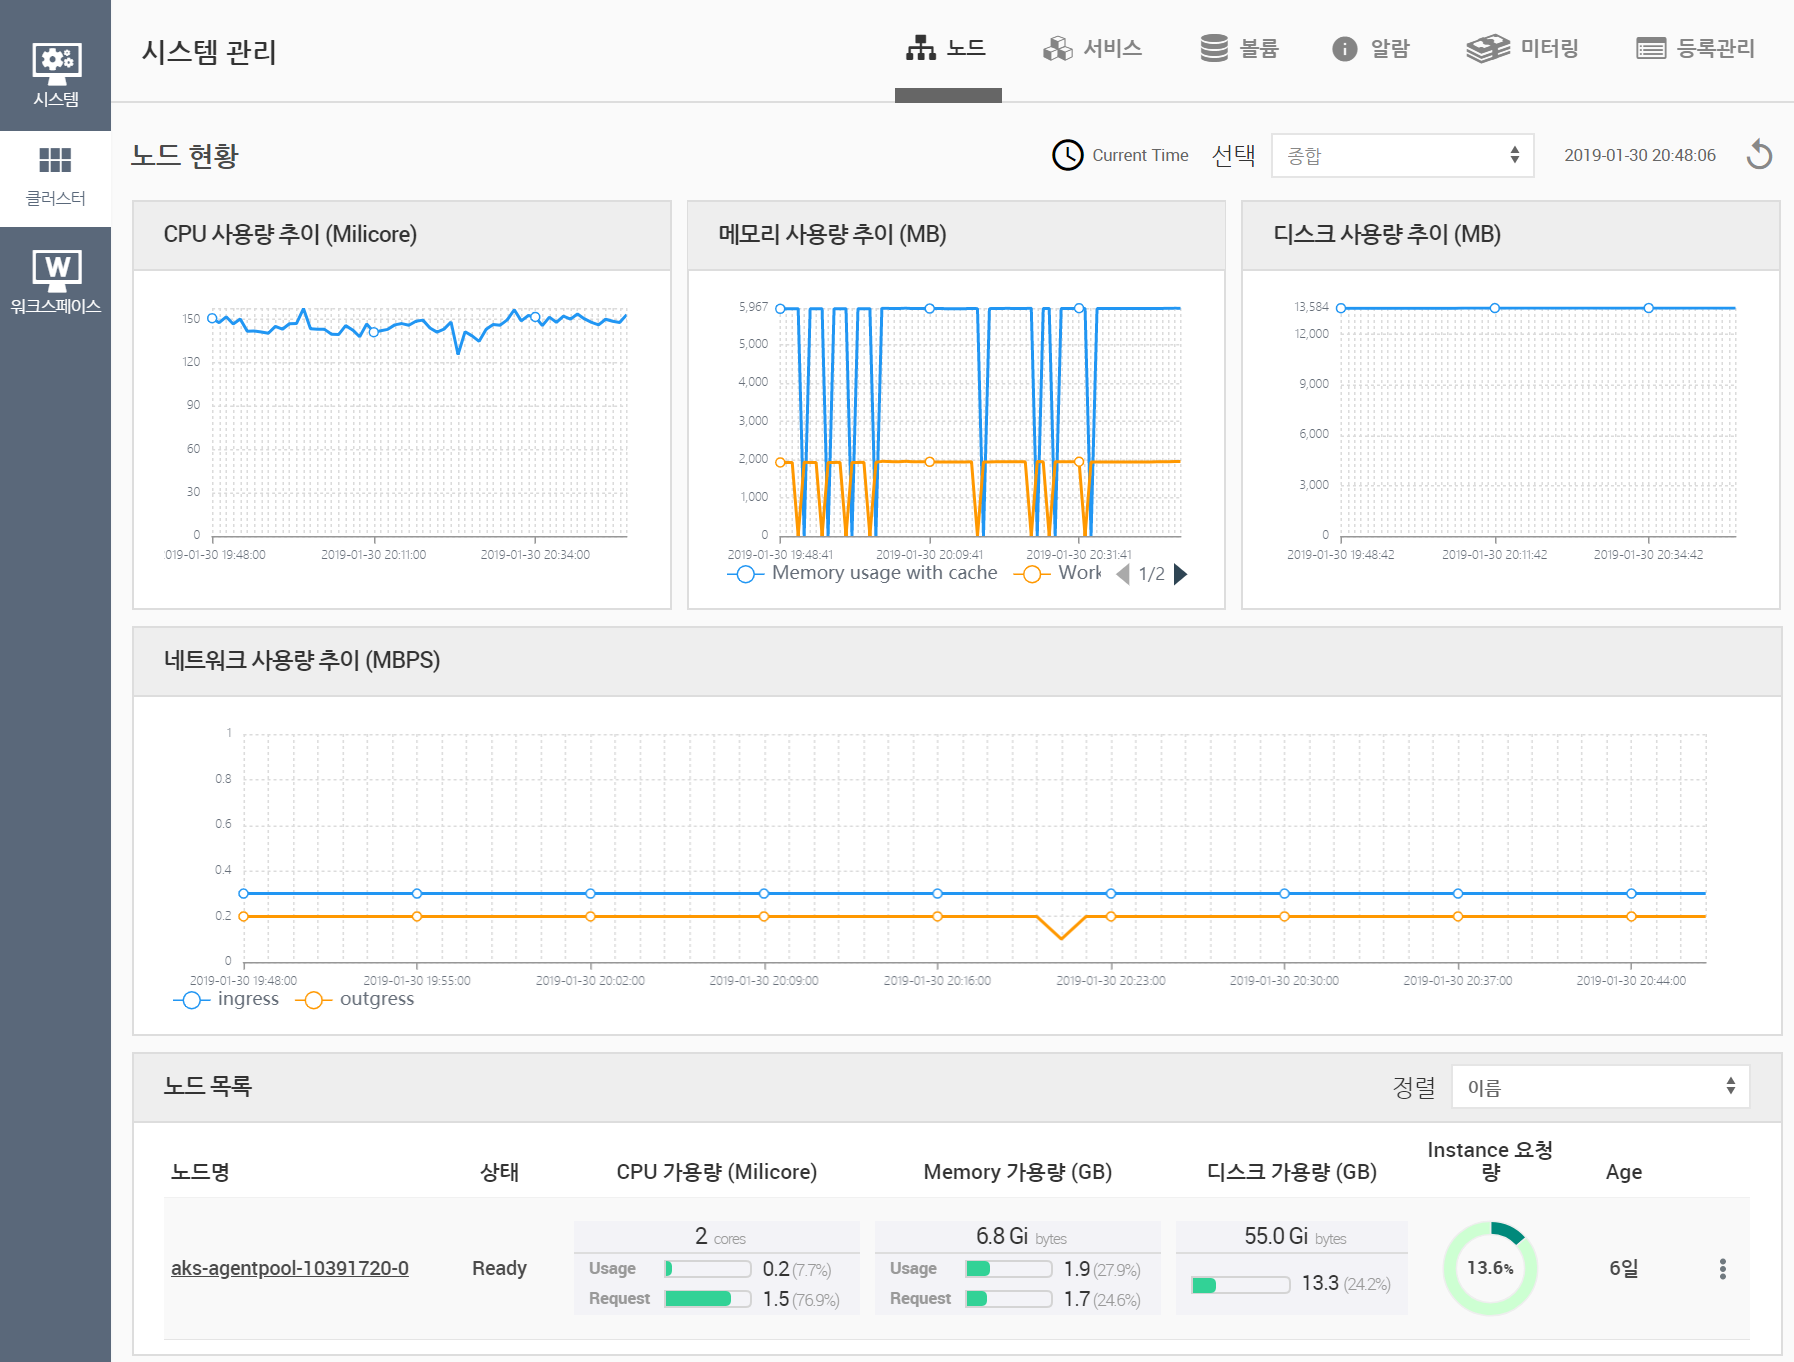 시스템
클러스터
W
워크스페이스
시스템 관리
노드
서비스
볼륨
알람
미터링
등록관리
노드 현황
Current Time
선택
종합
2019-01-30 20:48:06
CPU 사용량 추이 (Milicore)
150
120
90
60
30
0
019-01-30 19:48:00
2019-01-30 20:11:00
2019-01-30 20:34:00
메모리 사용량 추이 (MB)
5,967
5,000
4,000
3,000
2,000
1,000
0
2019-01-30 19:48:41
2019-01-30 20:09:41
2019-01-30 20:31:41
Memory usage with cache
Work
1/2
디스크 사용량 추이 (MB)
13,584
12,000
9,000
6,000
3,000
0
2019-01-30 19:48:42
2019-01-30 20:11:42
2019-01-30 20:34:42
네트워크 사용량 추이 (MBPS)
1
0.8
0.6
0.4
0.2
0
2019-01-30 19:48:00
2019-01-30 19:55:00
2019-01-30 20:02:00
2019-01-30 20:09:00
2019-01-30 20:16:00
2019-01-30 20:23:00
2019-01-30 20:30:00
2019-01-30 20:37:00
2019-01-30 20:44:00
ingress
outgress
노드 목록
정렬
이름
노드명
상태
CPU 가용량 (Milicore)
Memory 가용량 (GB)
디스크 가용량 (GB)
Instance 요청
량
Age
aks-agentpool-10391720-0
Ready
2 cores
Usage 0.2 (7.7%)
Request 1.5 (76.9%)
6.8 Gi bytes
Usage 1.9 (27.9%)
Request 1.7 (24.6%)
55.0 Gi bytes
13.3 (24.2%)
13.6%
6일